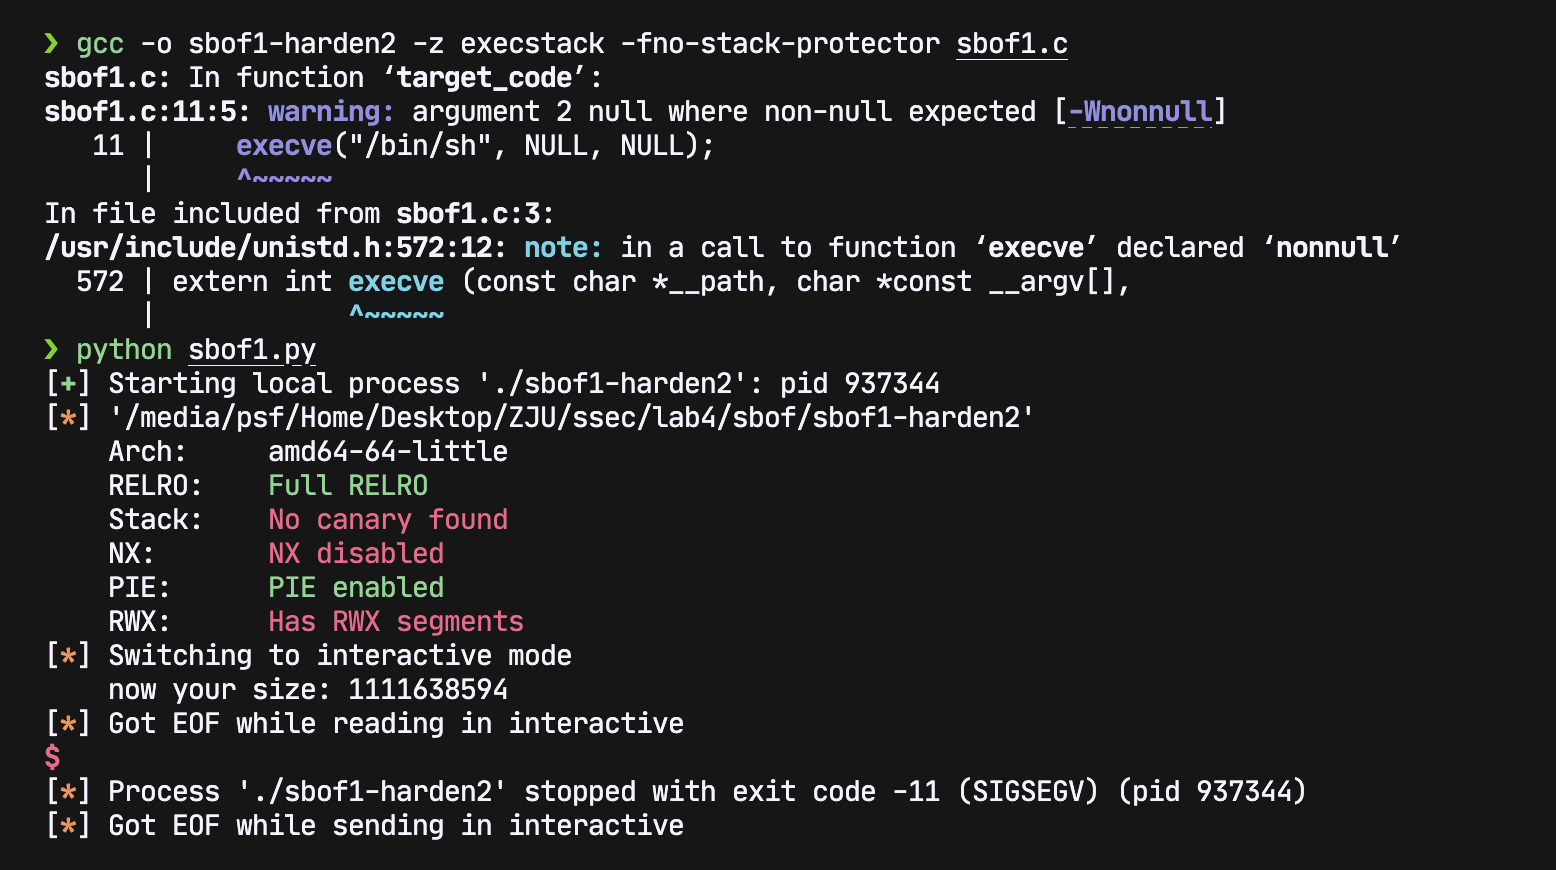 ❯ gcc -o sbof1-harden2 -z execstack -fno-stack-protector sbof1.c
sbof1.c: In function ‘target_code’:
sbof1.c:11:5: warning: argument 2 null where non-null expected [-Wnonnull]
   11 |     execve("/bin/sh", NULL, NULL);
      |     ^~~~~~
In file included from sbof1.c:3:
/usr/include/unistd.h:572:12: note: in a call to function ‘execve’ declared ‘nonnull’
  572 | extern int execve (const char *__path, char *const __argv[],
      |            ^~~~~~
❯ python sbof1.py
[+] Starting local process './sbof1-harden2': pid 937344
[*] '/media/psf/Home/Desktop/ZJU/ssec/lab4/sbof/sbof1-harden2'
    Arch:     amd64-64-little
    RELRO:    Full RELRO
    Stack:    No canary found
    NX:       NX disabled
    PIE:      PIE enabled
    RWX:      Has RWX segments
[*] Switching to interactive mode
    now your size: 1111638594
[*] Got EOF while reading in interactive
$
[*] Process './sbof1-harden2' stopped with exit code -11 (SIGSEGV) (pid 937344)
[*] Got EOF while sending in interactive